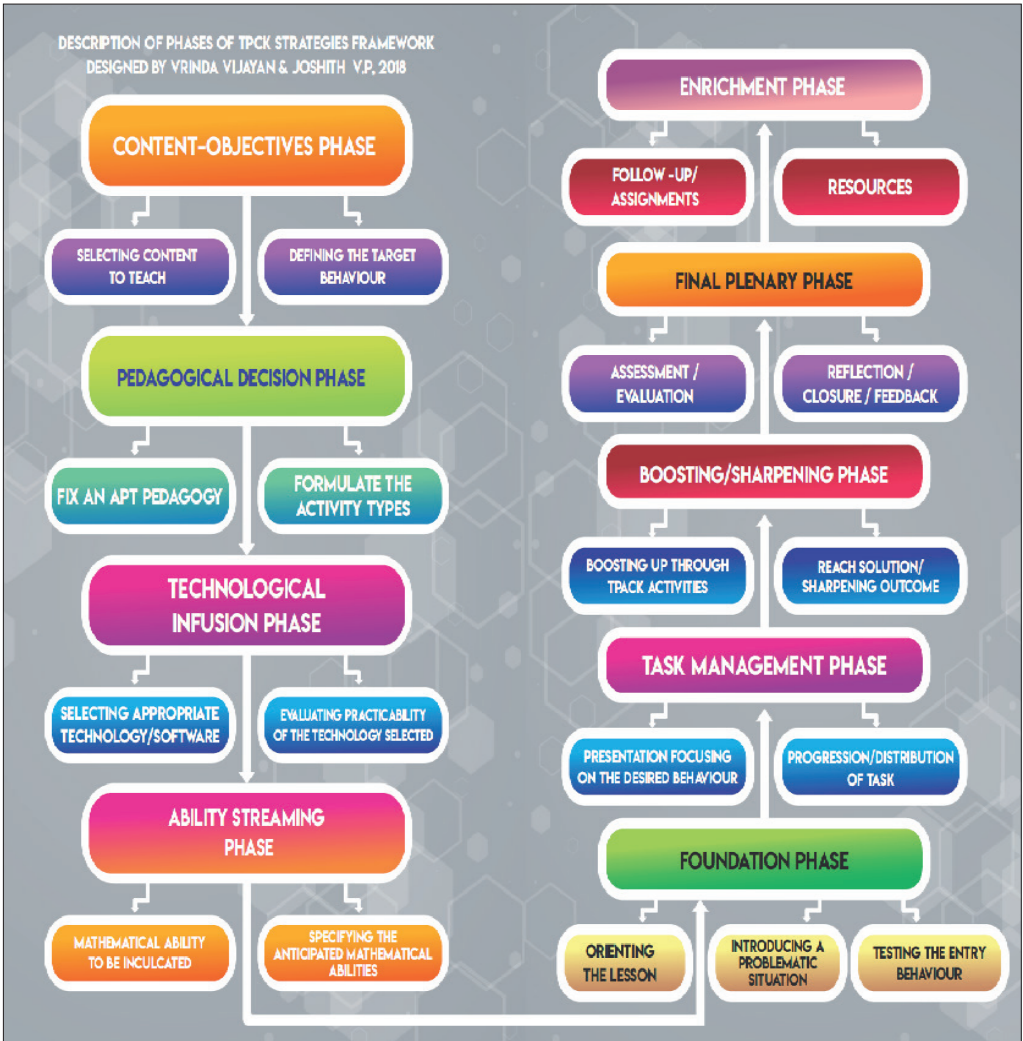 DESCRIPTION OF PHASES OF TPCK STRATEGIES FRAMEWORK
DESIGNED BY VRINDA VIJAYAN & JOSHITH V.P, 2018
CONTENT-OBJECTIVES PHASE
SELECTING CONTENT
TO TEACH
DEFINING THE TARGET
BEHAVIOUR
PEDAGOGICAL DECISION PHASE
FIX AN APT PEDAGOGY
FORMULATE THE
ACTIVITY TYPES
TECHNOLOGICAL
INFUSION PHASE
SELECTING APPROPRIATE
TECHNOLOGY/SOFTWARE
EVALUATING PRACTICABILITY
OF THE TECHNOLOGY SELECTED
ABILITY STREAMING
PHASE
MATHEMATICAL ABILITY
TO BE INCULCATED
SPECIFYING THE
ANTICIPATED MATHEMATICAL
ABILITIES
ENRICHMENT PHASE
FOLLOW -UP/
ASSIGNMENTS
RESOURCES
FINAL PLENARY PHASE
ASSESSMENT /
EVALUATION
REFLECTION /
CLOSURE / FEEDBACK
BOOSTING/SHARPENING PHASE
BOOSTING UP THROUGH
TPACK ACTIVITIES
REACH SOLUTION/
SHARPENING OUTCOME
TASK MANAGEMENT PHASE
PRESENTATION FOCUSING
ON THE DESIRED BEHAVIOUR
PROGRESSION/DISTRIBUTION
OF TASK
FOUNDATION PHASE
ORIENTING
THE LESSON
INTRODUCING A
PROBLEMATIC
SITUATION
TESTING THE ENTRY
BEHAVIOUR